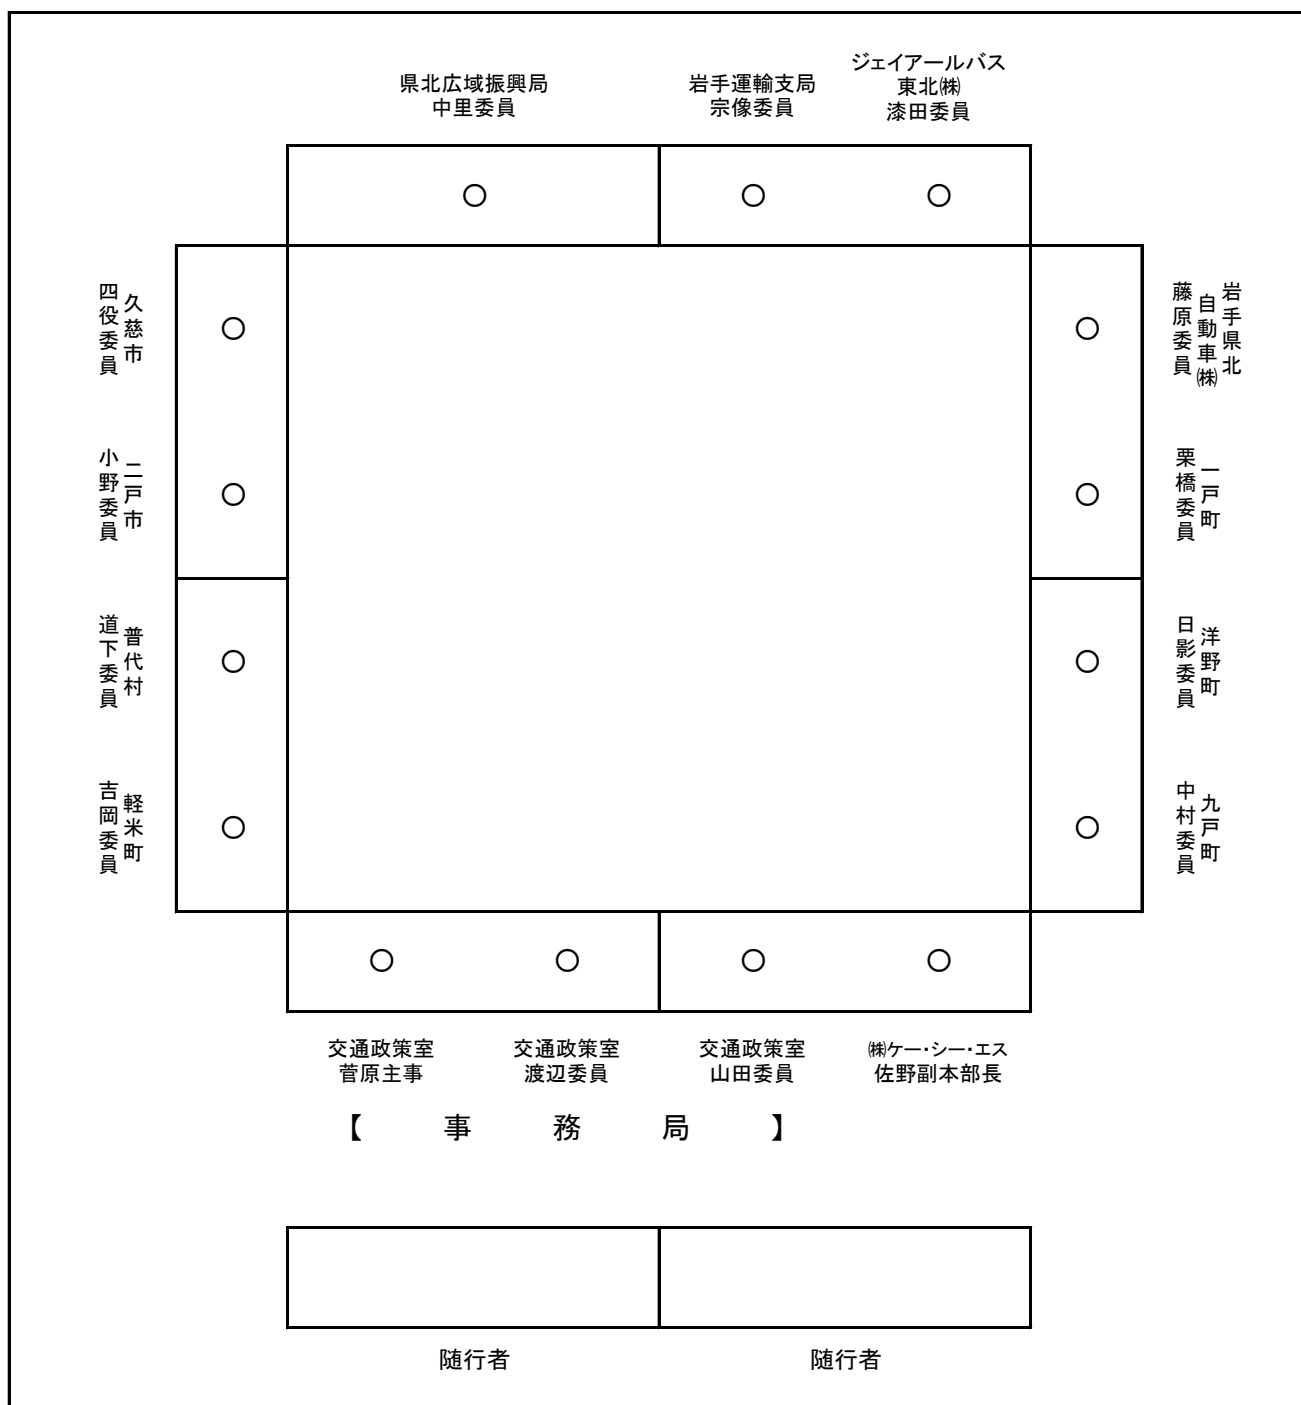 県北広域振興局
中里委員
岩手運輸支局
宗像委員
ジェイアールバス
東北㈱
漆田委員
久慈市
四役委員
二戸市
小野委員
普代村
道下委員
軽米町
吉岡委員
岩手県北
自動車㈱
藤原委員
一戸町
栗橋委員
洋野町
日影委員
九戸町
中村委員
交通政策室
菅原主事
交通政策室
渡辺委員
交通政策室
山田委員
㈱ケー・シー・エス
佐野副本部長
【 事 務 局 】
随行者
随行者